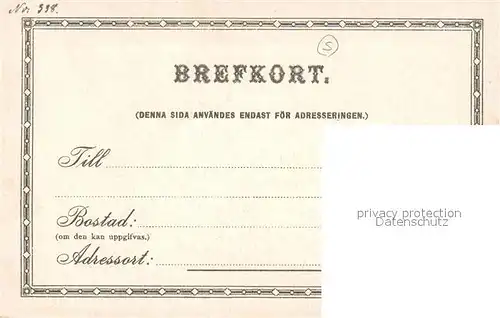 No: 338.
S
BREFKORT.
(DENNA SIDA ANVÄNDES ENDAST FÖR ADRESSERINGEN.)
Till
Bostad:
(om den kan uppgifvas.)
Adressort:
privacy protection
Datenschutz